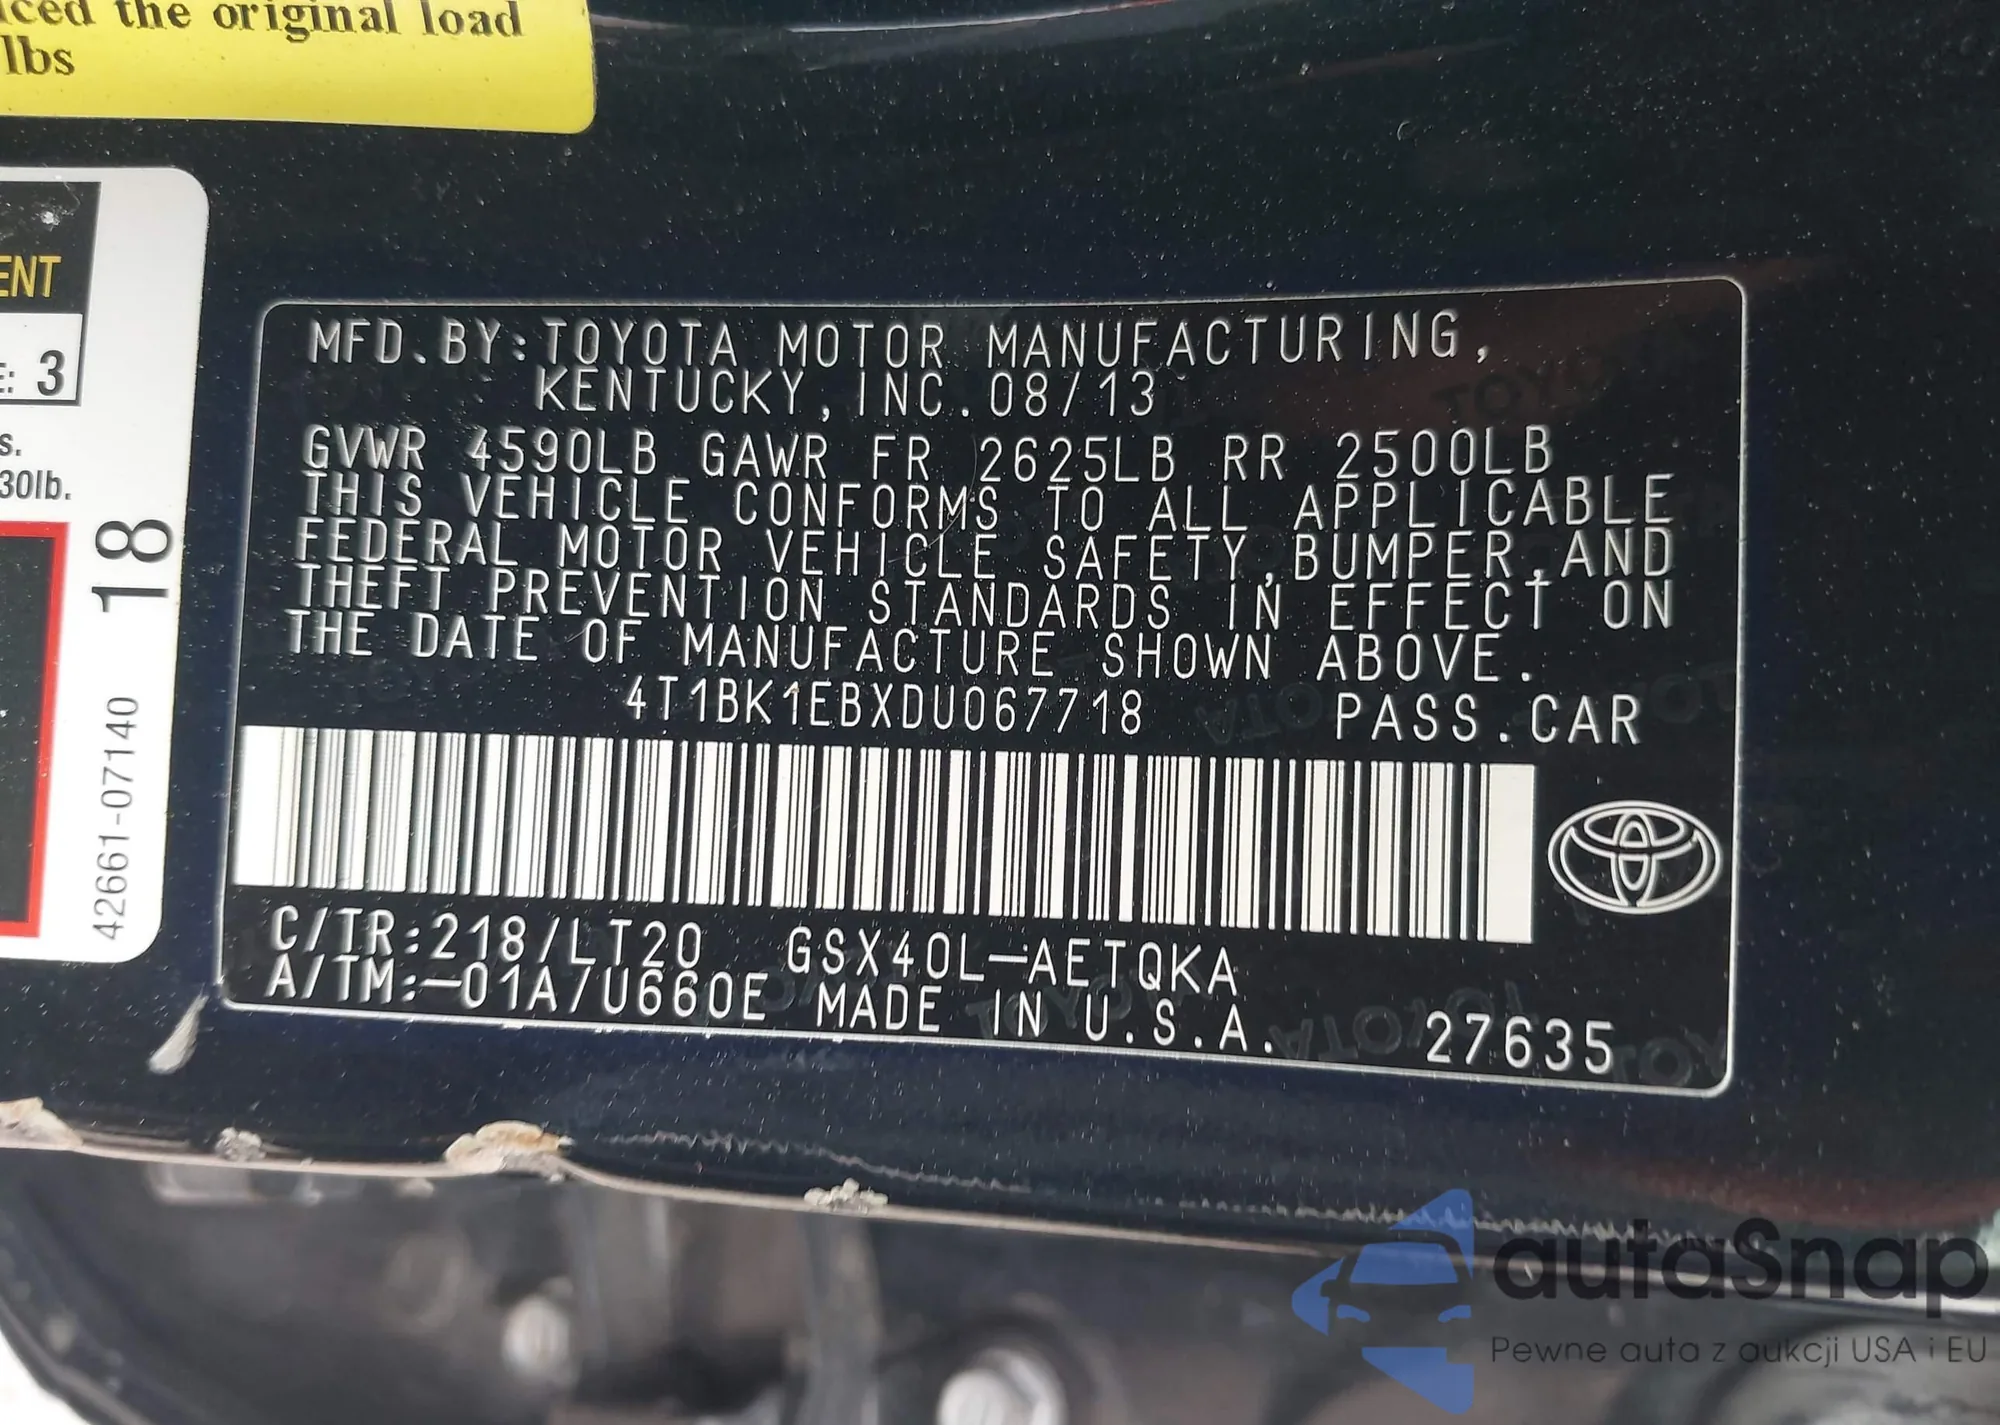 the original load
lbs
ENT
E: 3
s.
30lb.
18
42661-07140
MFD.BY:TOYOTA MOTOR MANUFACTURING,
KENTUCKY,INC.08/13
GVWR 4590LB GAWR FR 2625LB RR 2500LB
THIS VEHICLE CONFORMS TO ALL APPLICABLE
FEDERAL MOTOR VEHICLE SAFETY,BUMPER,AND
THEFT PREVENTION STANDARDS IN EFFECT ON
THE DATE OF MANUFACTURE SHOWN ABOVE.
4T1BK1EBXDU067718 PASS.CAR
C/TR:218/LT20 GSX40L-AETQKA
A/TM:-01A/U660E MADE IN U.S.A. 27635
autaSnap
Pewne auta z aukcji USA i EU